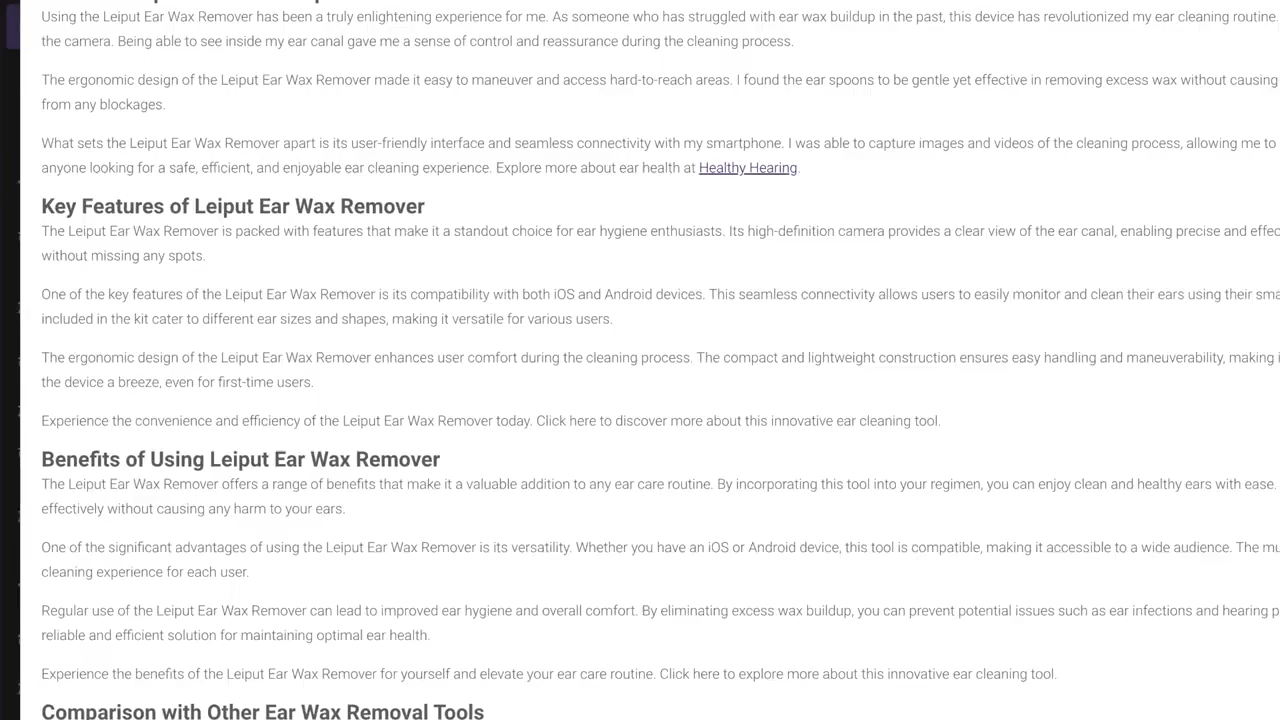 Using the Leiput Ear Wax Remover has been a truly enlightening experience for me. As someone who has struggled with ear wax buildup in the past, this device has revolutionized my ear cleaning routine.
the camera. Being able to see inside my ear canal gave me a sense of control and reassurance during the cleaning process.
The ergonomic design of the Leiput Ear Wax Remover made it easy to maneuver and access hard-to-reach areas. I found the ear spoons to be gentle yet effective in removing excess wax without causing
from any blockages.
What sets the Leiput Ear Wax Remover apart is its user-friendly interface and seamless connectivity with my smartphone. I was able to capture images and videos of the cleaning process, allowing me to
anyone looking for a safe, efficient, and enjoyable ear cleaning experience. Explore more about ear health at Healthy Hearing.
Key Features of Leiput Ear Wax Remover
The Leiput Ear Wax Remover is packed with features that make it a standout choice for ear hygiene enthusiasts. Its high-definition camera provides a clear view of the ear canal, enabling precise and effec
without missing any spots.
One of the key features of the Leiput Ear Wax Remover is its compatibility with both iOS and Android devices. This seamless connectivity allows users to easily monitor and clean their ears using their sma
included in the kit cater to different ear sizes and shapes, making it versatile for various users.
The ergonomic design of the Leiput Ear Wax Remover enhances user comfort during the cleaning process. The compact and lightweight construction ensures easy handling and maneuverability, making i
the device a breeze, even for first-time users.
Experience the convenience and efficiency of the Leiput Ear Wax Remover today. Click here to discover more about this innovative ear cleaning tool.
Benefits of Using Leiput Ear Wax Remover
The Leiput Ear Wax Remover offers a range of benefits that make it a valuable addition to any ear care routine. By incorporating this tool into your regimen, you can enjoy clean and healthy ears with ease.
effectively without causing any harm to your ears.
One of the significant advantages of using the Leiput Ear Wax Remover is its versatility. Whether you have an iOS or Android device, this tool is compatible, making it accessible to a wide audience. The mu
cleaning experience for each user.
Regular use of the Leiput Ear Wax Remover can lead to improved ear hygiene and overall comfort. By eliminating excess wax buildup, you can prevent potential issues such as ear infections and hearing p
reliable and efficient solution for maintaining optimal ear health.
Experience the benefits of the Leiput Ear Wax Remover for yourself and elevate your ear care routine. Click here to explore more about this innovative ear cleaning tool.
Comparison with Other Ear Wax Removal Tools